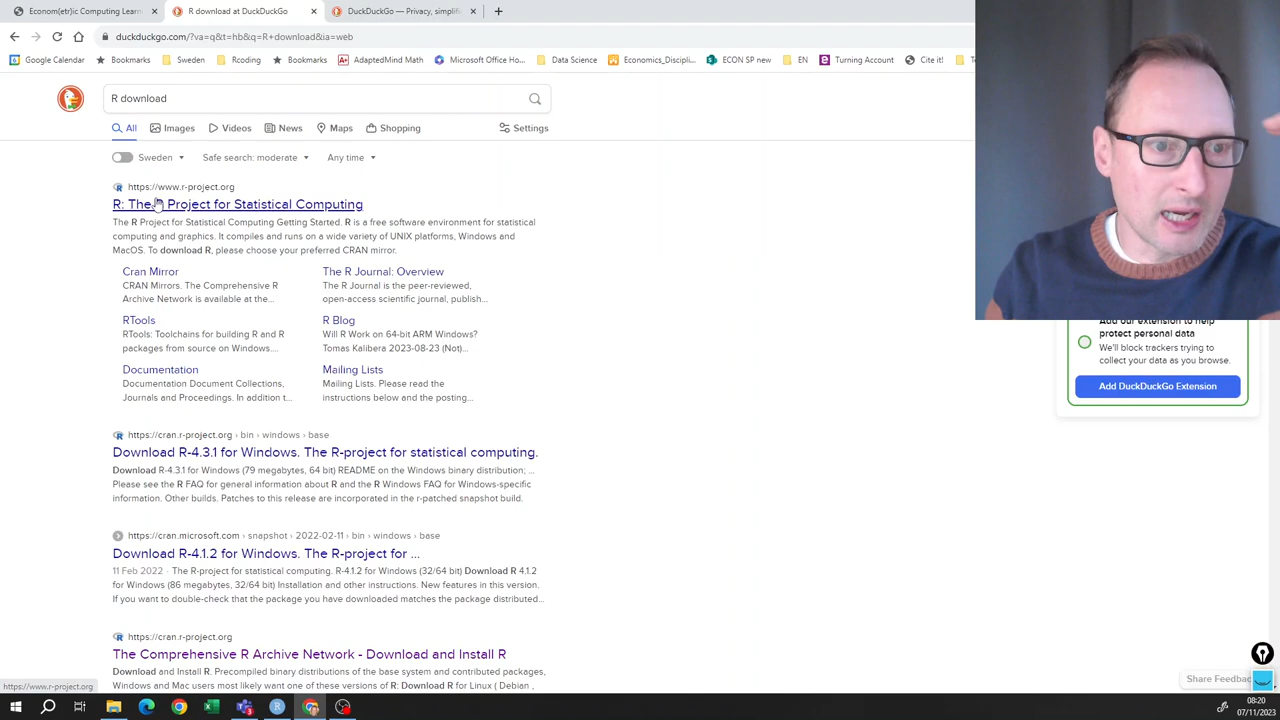 Econom(etr)ic Computing Learn
R download at DuckDuckGo
DuckDuckGo — Privacy, simplifi
duckduckgo.com/?va=q&t=hb&q=R+download&ia=web
Google Calendar
Bookmarks
Sweden
Rcoding
Bookmarks
AdaptedMind Math
Microsoft Office Ho...
Data Science
Economics_Discipli...
ECON SP nea
EN
Turning Account
Cite it!
R download
All
Images
Videos
News
Maps
Shopping
Settings
Sweden
Safe search: moderate
Any time
https://www.r-project.org
R: The Project for Statistical Computing
The R Project for Statistical Computing Getting Started. R is a free software environment for statistical
computing and graphics. It compiles and runs on a wide variety of UNIX platforms, Windows and
MacOS. To download R, please choose your preferred CRAN mirror.
Cran Mirror
CRAN Mirrors. The Comprehensive R
Archive Network is available at the...
The R Journal: Overview
The R Journal is the peer-reviewed,
open-access scientific journal, publish...
RTools
RTools: Toolchains for building R and R
packages from source on Windows....
R Blog
Will R Work on 64-bit ARM Windows?
Tomas Kalibera 2023-08-23 (Not)...
Documentation
Documentation Document Collections,
Journals and Proceedings. In addition t...
Mailing Lists
Mailing Lists. Please read the
instructions below and the posting...
Add our extension to help
protect personal data
We'll block trackers trying to
collect your data as you browse.
Add DuckDuckGo Extension
https://cran.r-project.org › bin › windows › base
Download R-4.3.1 for Windows. The R-project for statistical computing.
Download R-4.3.1 for Windows (79 megabytes, 64 bit) README on the Windows binary distribution; ...
Please see the R FAQ for general information about R and the R Windows FAQ for Windows-specific
information. Other builds. Patches to this release are incorporated in the r-patched snapshot build.
https://cran.microsoft.com › snapshot › 2022-02-11 › bin › windows › base
Download R-4.1.2 for Windows. The R-project for ...
11 Feb 2022 · The R-project for statistical computing. R-4.1.2 for Windows (32/64 bit) Download R 4.1.2
for Windows (86 megabytes, 32/64 bit) Installation and other instructions. New features in this version.
If you want to double-check that the package you have downloaded matches the package distributed...
https://cran.r-project.org
The Comprehensive R Archive Network - Download and Install R
Download and Install R. Precompiled binary distributions of the base system and contributed packages,
Windows and Mac users most likely want one of these versions of R: Download R for Linux ( Debian ,
Share Feedba
https://www.r-project.org
08:20
07/11/2023